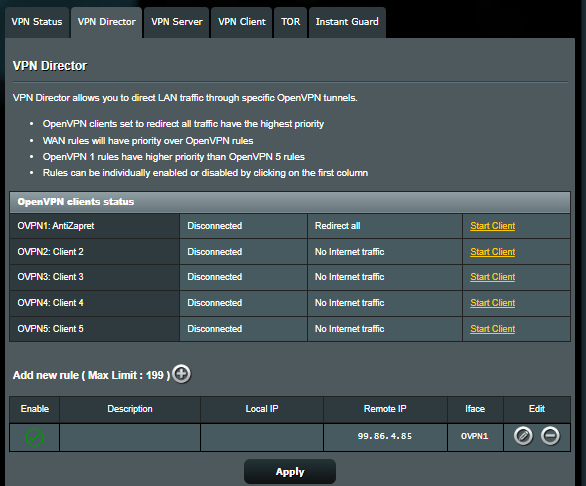 VPN Status VPN Director VPN Server VPN Client TOR Instant Guard
VPN Director
VPN Director allows you to direct LAN traffic through specific OpenVPN tunnels.
• OpenVPN clients set to redirect all traffic have the highest priority
• WAN rules will have priority over OpenVPN rules
• OpenVPN 1 rules have higher priority than OpenVPN 5 rules
• Rules can be individually enabled or disabled by clicking on the first column
OpenVPN clients status
OVPN1: AntiZapret Disconnected Redirect all Start Client
OVPN2: Client 2 Disconnected No Internet traffic Start Client
OVPN3: Client 3 Disconnected No Internet traffic Start Client
OVPN4: Client 4 Disconnected No Internet traffic Start Client
OVPN5: Client 5 Disconnected No Internet traffic Start Client
Add new rule ( Max Limit : 199 )
Enable Description Local IP Remote IP Iface Edit
99.86.4.85 OVPN1
Apply